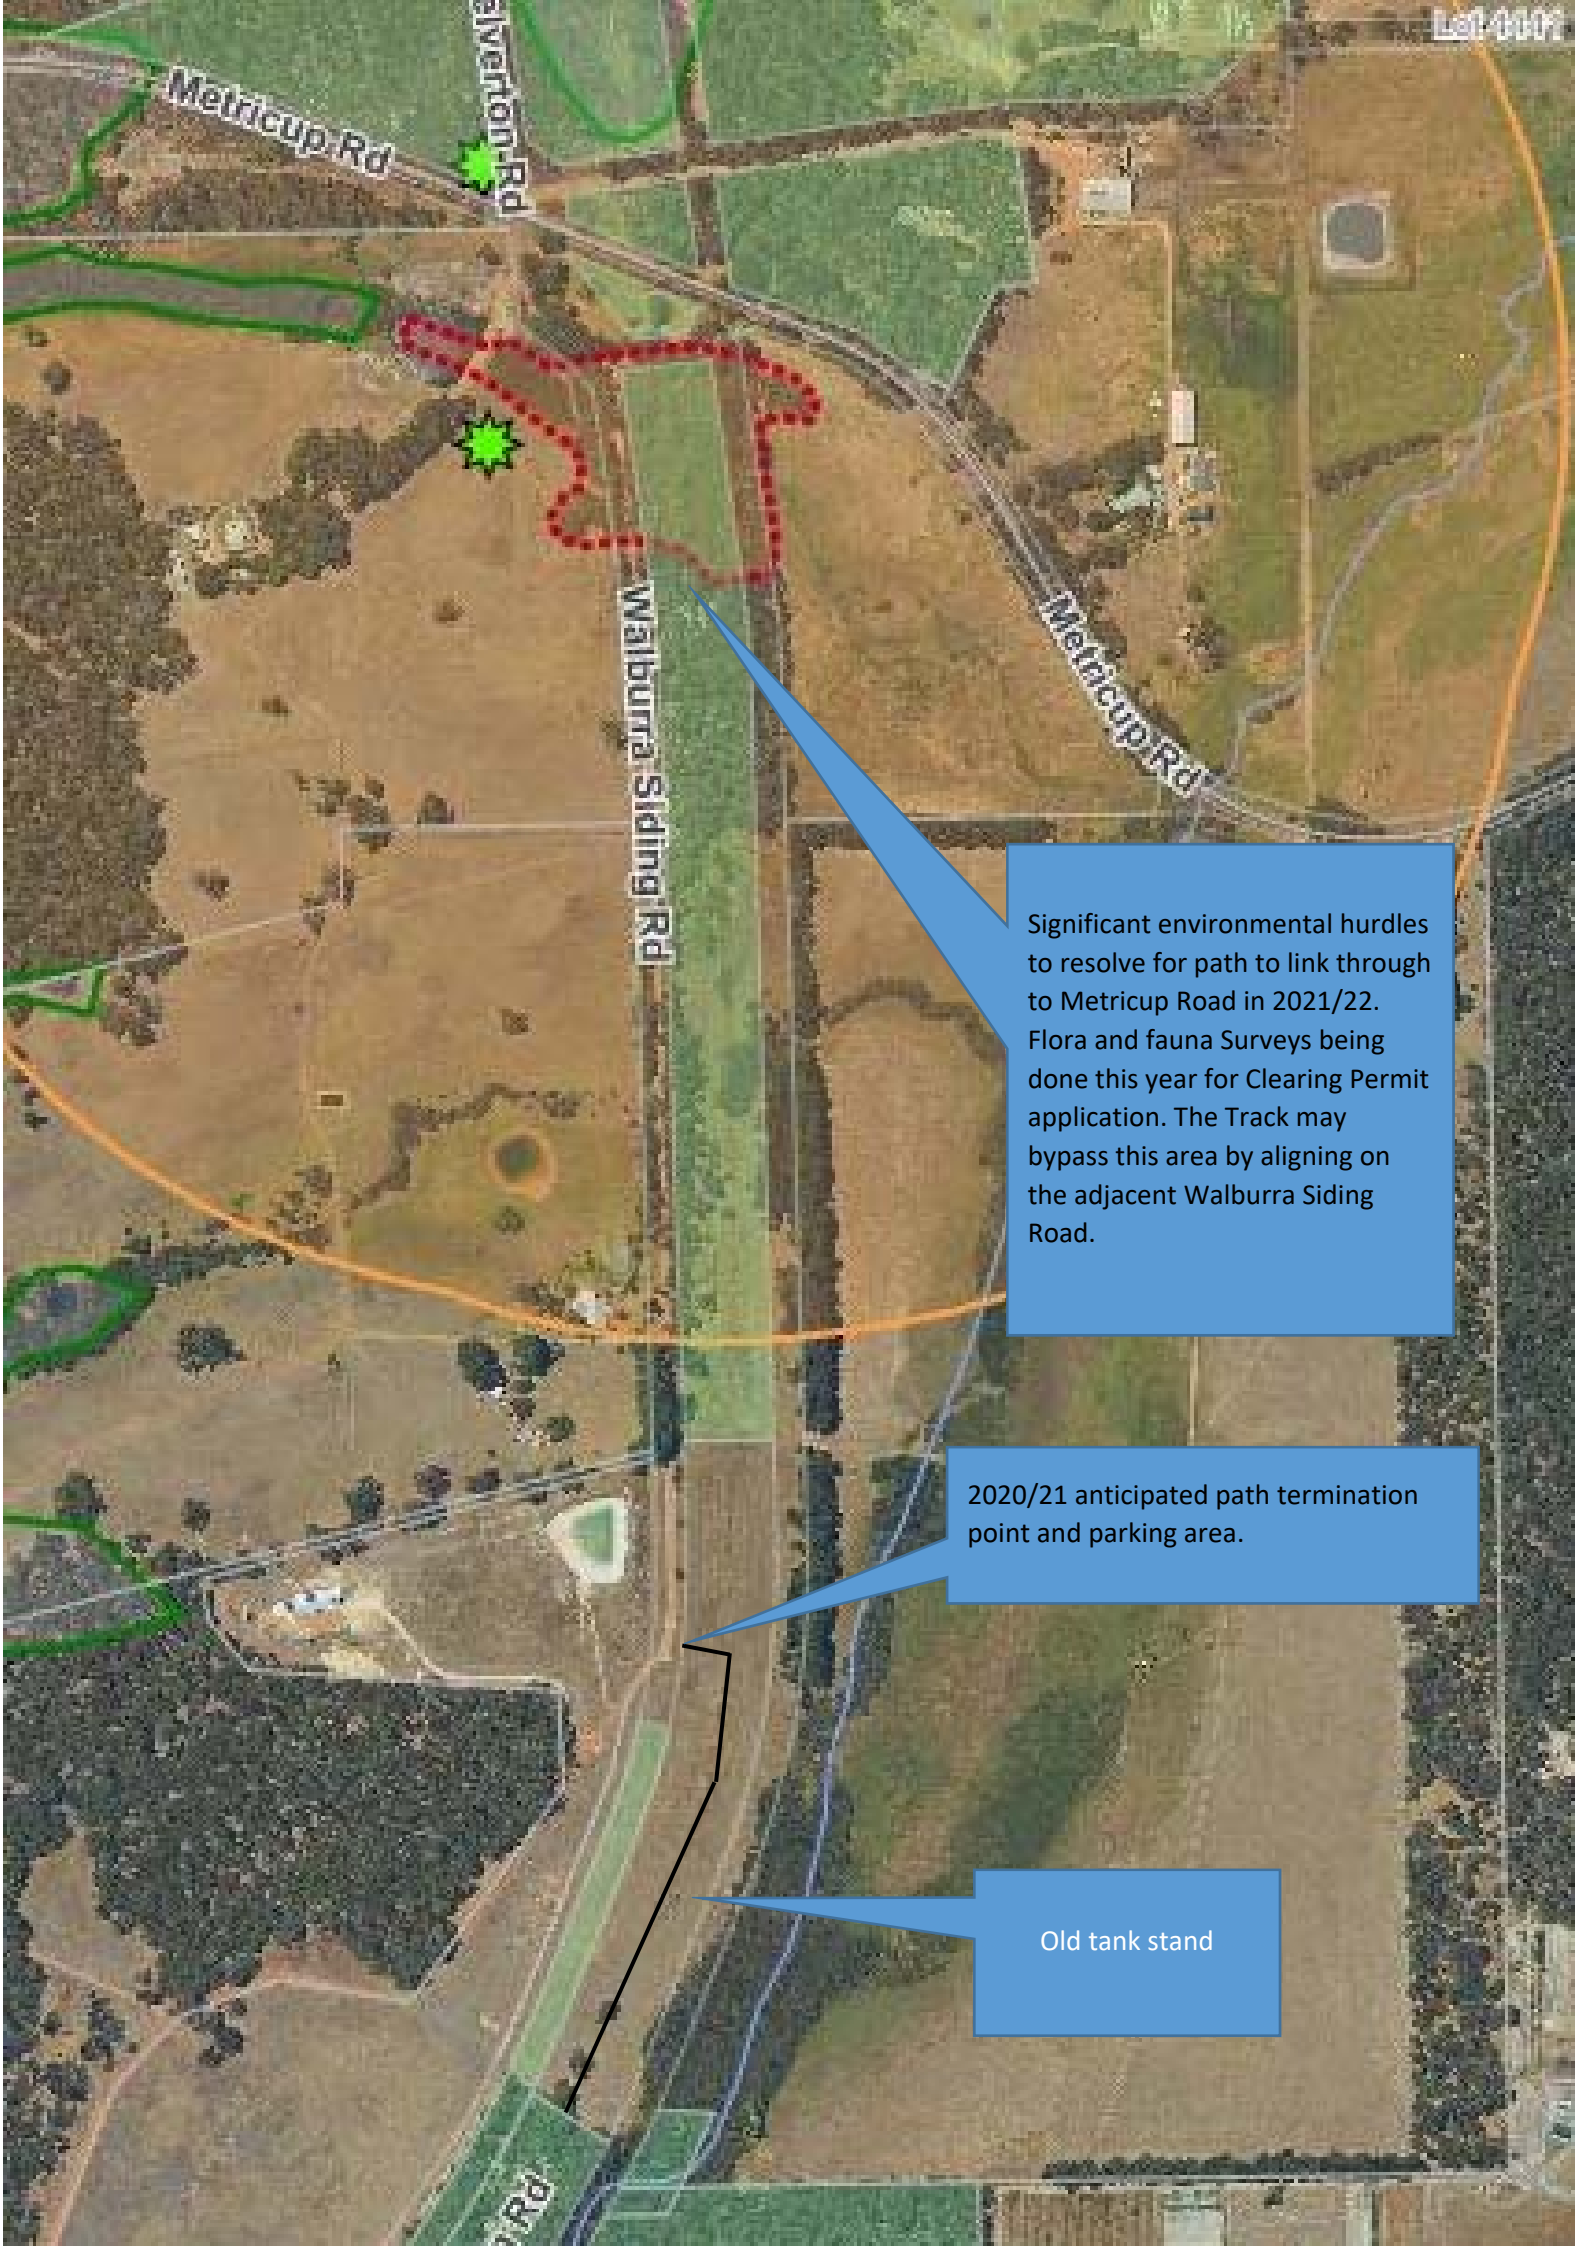 Metricup Rd
Walburra Siding Rd
Metricup Rd
Significant environmental hurdles
to resolve for path to link through
to Metricup Road in 2021/22.
Flora and fauna Surveys being
done this year for Clearing Permit
application. The Track may
bypass this area by aligning on
the adjacent Walburra Siding
Road.
2020/21 anticipated path termination
point and parking area.
Old tank stand
Rd